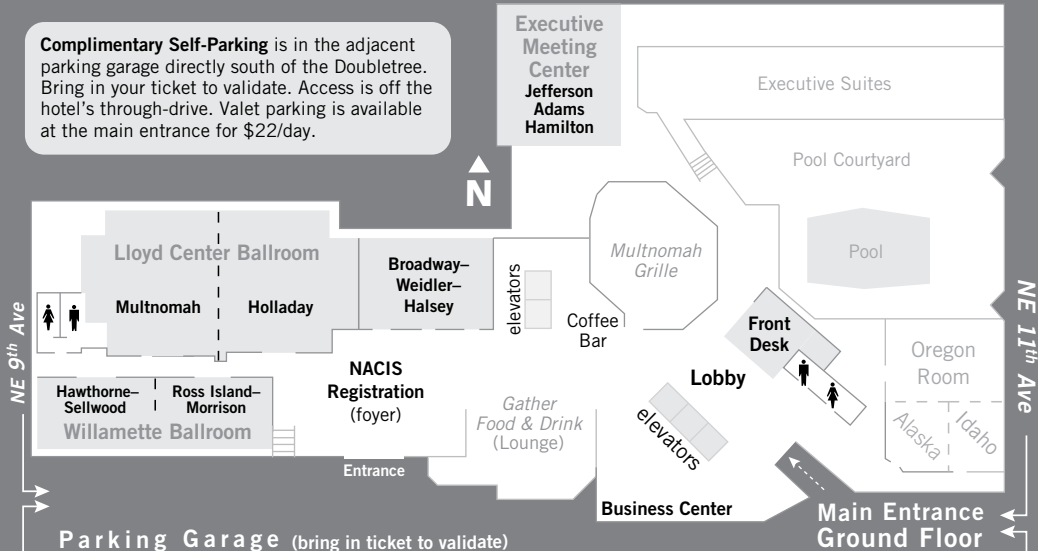 Complimentary Self-Parking is in the adjacent
parking garage directly south of the Doubletree.
Bring in your ticket to validate. Access is off the
hotel's through-drive. Valet parking is available
at the main entrance for $22/day.
Executive
Meeting
Center
Jefferson
Adams
Hamilton
N
Executive Suites
Pool Courtyard
Pool
Multnomah
Grille
Lloyd Center Ballroom
Multnomah
Holladay
Broadway–
Weidler–
Halsey
elevators
Coffee
Bar
Front
Desk
Lobby
Oregon
Room
Alaska
Idaho
NE 9th Ave
NE 11th Ave
Hawthorne–
Sellwood
Ross Island–
Morrison
Willamette Ballroom
NACIS
Registration
(foyer)
Gather
Food & Drink
(Lounge)
elevators
Entrance
Business Center
Main Entrance
Ground Floor
Parking Garage (bring in ticket to validate)